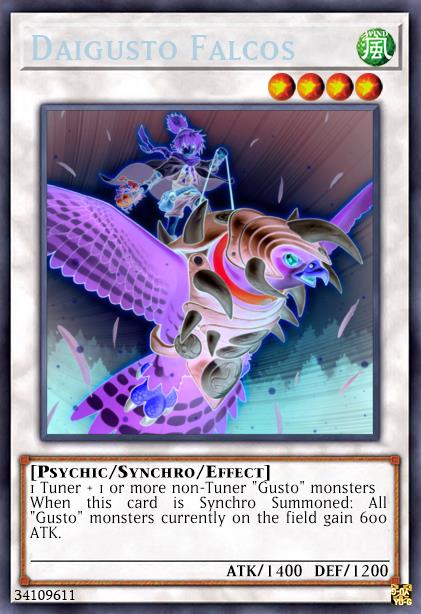 Daigusto Falcos
WIND
風
[Psychic/Synchro/Effect]
1 Tuner + 1 or more non-Tuner "Gusto" monsters
When this card is Synchro Summoned: All
"Gusto" monsters currently on the field gain 600
ATK.
ATK/1400 DEF/1200
34109611